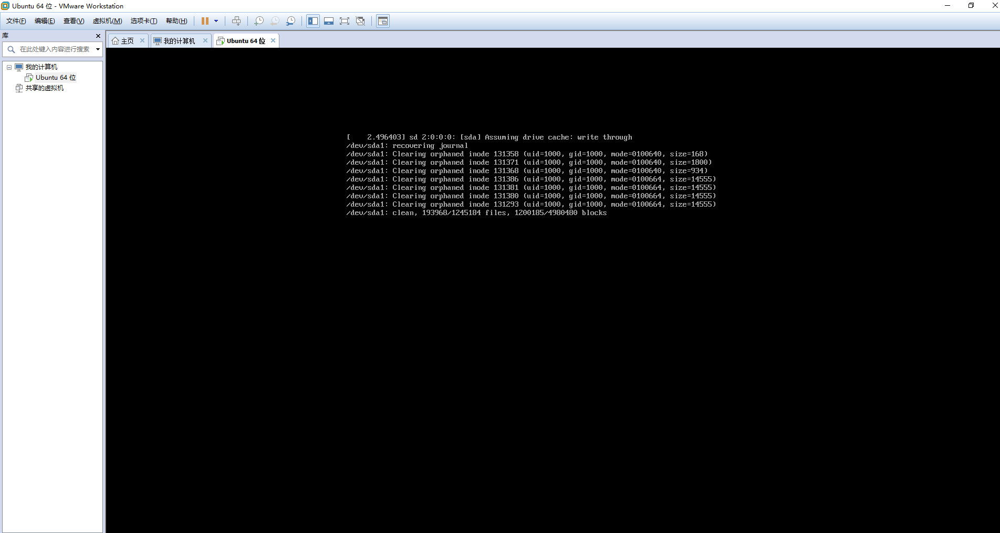 Ubuntu 64 位 - VMware Workstation
文件(F) 编辑(E) 查看(V) 虚拟机(M) 选项卡(T) 帮助(H)
库
主页 我的计算机 Ubuntu 64 位
在此处键入内容进行搜索
我的计算机
Ubuntu 64 位
共享的虚拟机
[    2.496403] sd 2:0:0:0: [sda] Assuming drive cache: write through
/dev/sda1: recovering journal
/dev/sda1: Clearing orphaned inode 131358 (uid=1000, gid=1000, mode=0100640, size=168)
/dev/sda1: Clearing orphaned inode 131371 (uid=1000, gid=1000, mode=0100640, size=1800)
/dev/sda1: Clearing orphaned inode 131368 (uid=1000, gid=1000, mode=0100640, size=934)
/dev/sda1: Clearing orphaned inode 131386 (uid=1000, gid=1000, mode=0100664, size=14555)
/dev/sda1: Clearing orphaned inode 131381 (uid=1000, gid=1000, mode=0100664, size=14555)
/dev/sda1: Clearing orphaned inode 131380 (uid=1000, gid=1000, mode=0100664, size=14555)
/dev/sda1: Clearing orphaned inode 131293 (uid=1000, gid=1000, mode=0100664, size=14555)
/dev/sda1: clean, 193968/1245184 files, 1200185/4980480 blocks